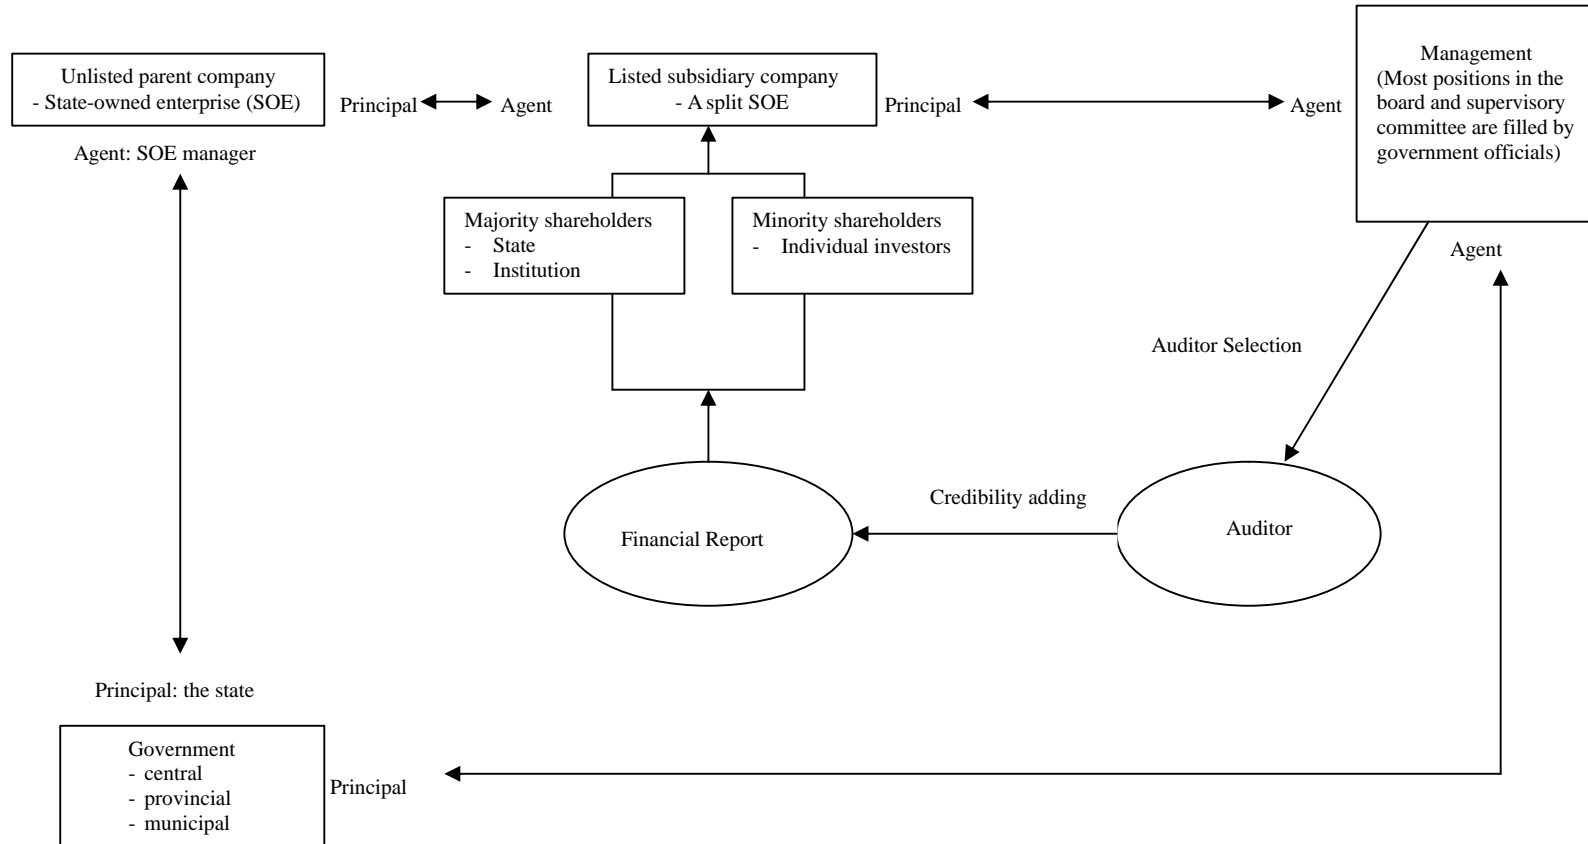 Unlisted parent company
- State-owned enterprise (SOE)
Principal
Agent
Listed subsidiary company
- A split SOE
Principal
Agent
Management
(Most positions in the
board and supervisory
committee are filled by
government officials)
Agent: SOE manager
Majority shareholders
- State
- Institution
Minority shareholders
- Individual investors
Agent
Auditor Selection
Credibility adding
Financial Report
Auditor
Principal: the state
Government
- central
- provincial
- municipal
Principal